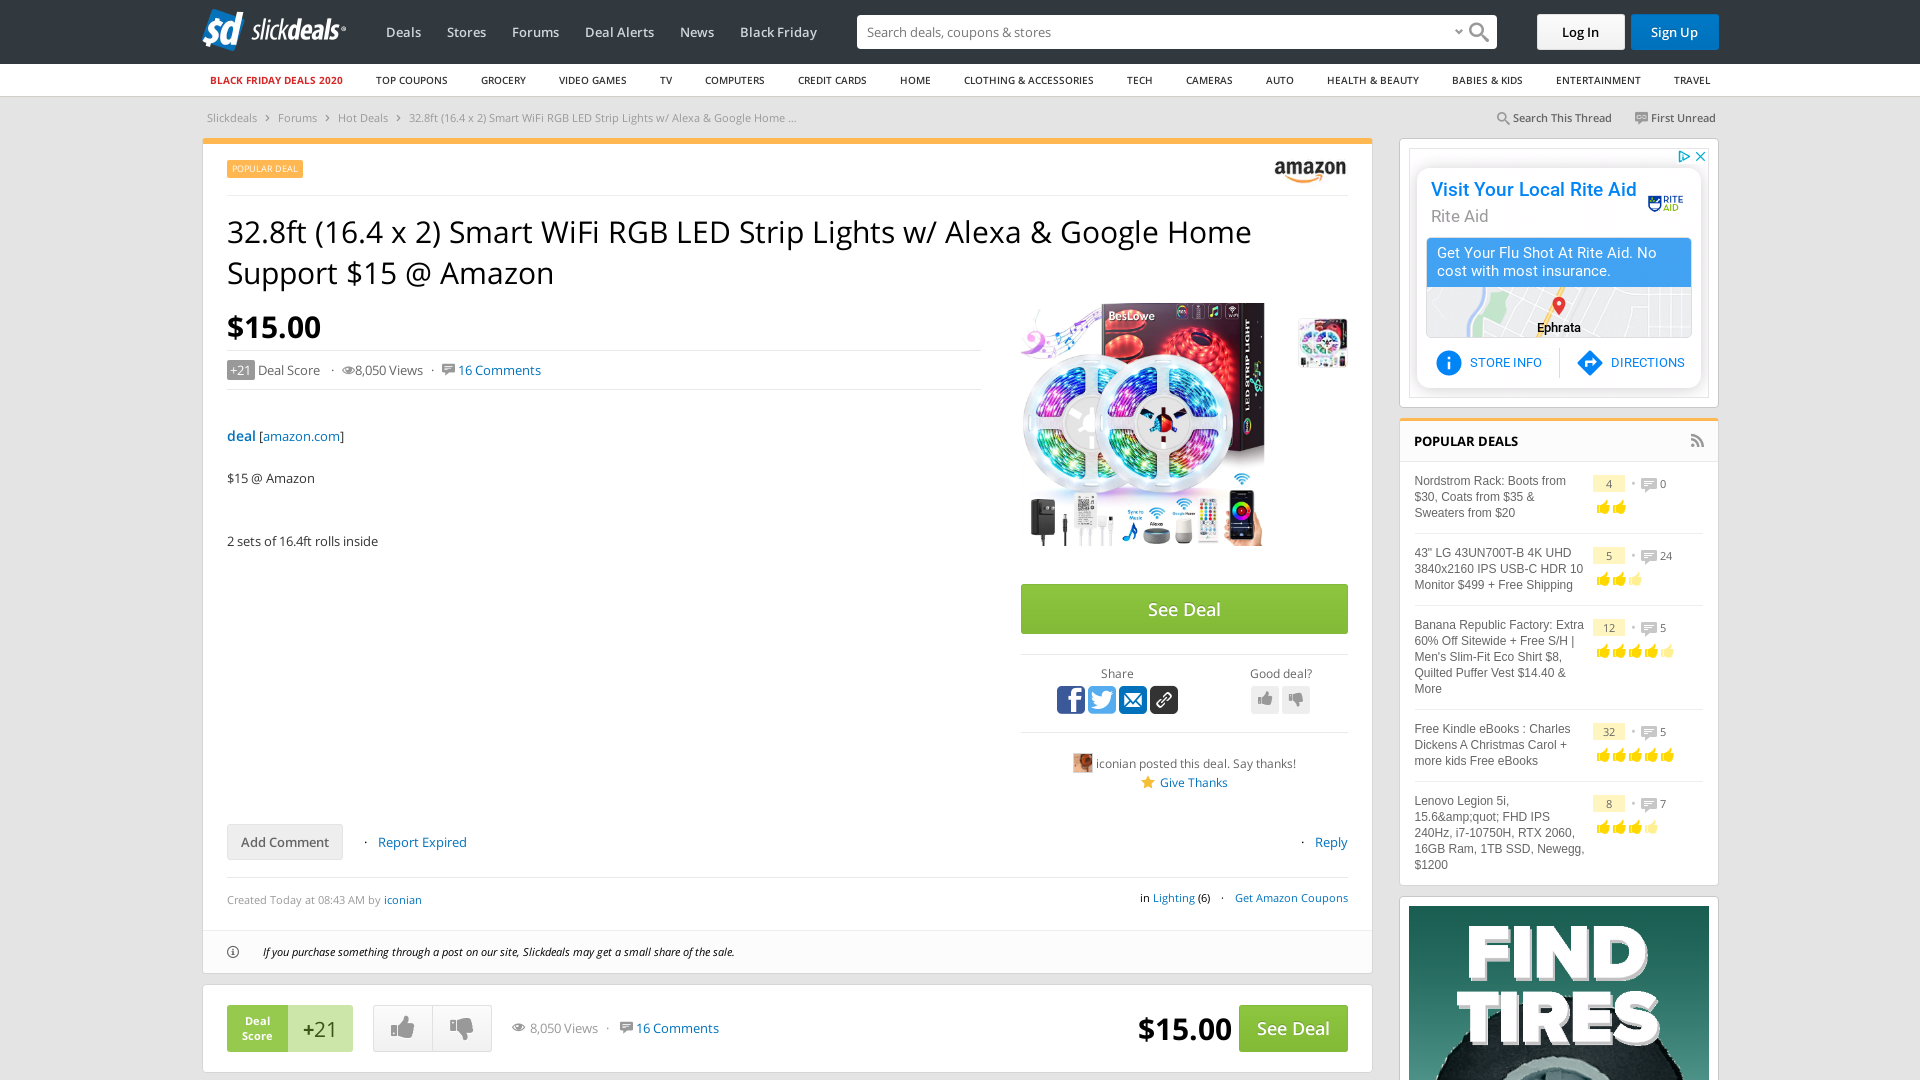 slickdeals
Deals
Stores
Forums
Deal Alerts
News
Black Friday
Search deals, coupons & stores
Log In
Sign Up
BLACK FRIDAY DEALS 2020
TOP COUPONS
GROCERY
VIDEO GAMES
TV
COMPUTERS
CREDIT CARDS
HOME
CLOTHING & ACCESSORIES
TECH
CAMERAS
AUTO
HEALTH & BEAUTY
BABIES & KIDS
ENTERTAINMENT
TRAVEL
Slickdeals > Forums > Hot Deals > 32.8ft (16.4 x 2) Smart WiFi RGB LED Strip Lights w/ Alexa & Google Home ...
Search This Thread
First Unread
POPULAR DEAL
amazon
32.8ft (16.4 x 2) Smart WiFi RGB LED Strip Lights w/ Alexa & Google Home
Support $15 @ Amazon
$15.00
+21 Deal Score · 8,050 Views · 16 Comments
deal [amazon.com]
$15 @ Amazon
2 sets of 16.4ft rolls inside
BesLowe
LED STRIP LIGHT
See Deal
Share
Good deal?
iconian posted this deal. Say thanks!
Give Thanks
Add Comment
· Report Expired
· Reply
Created Today at 08:43 AM by iconian
in Lighting (6) · Get Amazon Coupons
If you purchase something through a post on our site, Slickdeals may get a small share of the sale.
Deal
Score
+21
8,050 Views · 16 Comments
$15.00
See Deal
Visit Your Local Rite Aid
Rite Aid
RITE
AID
Get Your Flu Shot At Rite Aid. No
cost with most insurance.
Ephrata
STORE INFO
DIRECTIONS
POPULAR DEALS
Nordstrom Rack: Boots from
$30, Coats from $35 &
Sweaters from $20
4 • 0
43" LG 43UN700T-B 4K UHD
3840x2160 IPS USB-C HDR 10
Monitor $499 + Free Shipping
5 • 24
Banana Republic Factory: Extra
60% Off Sitewide + Free S/H |
Men's Slim-Fit Eco Shirt $8,
Quilted Puffer Vest $14.40 &
More
12 • 5
Free Kindle eBooks : Charles
Dickens A Christmas Carol +
more kids Free eBooks
32 • 5
Lenovo Legion 5i,
15.6&amp;quot; FHD IPS
240Hz, i7-10750H, RTX 2060,
16GB Ram, 1TB SSD, Newegg,
$1200
8 • 7
FIND
TIRES